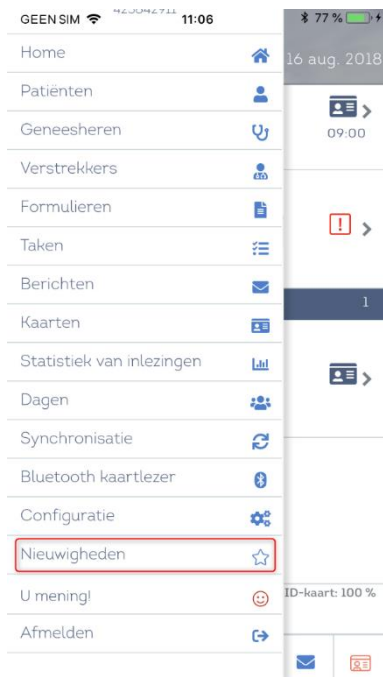 GEEN SIM 11:06 77 %
Home
16 aug. 2018
Patiënten
Geneesheren
09:00
Verstrekkers
Formulieren
Taken
Berichten
1
Kaarten
Statistiek van inlezingen
Dagen
Synchronisatie
Bluetooth kaartlezer
Configuratie
Nieuwigheden
U mening!
ID-kaart: 100 %
Afmelden